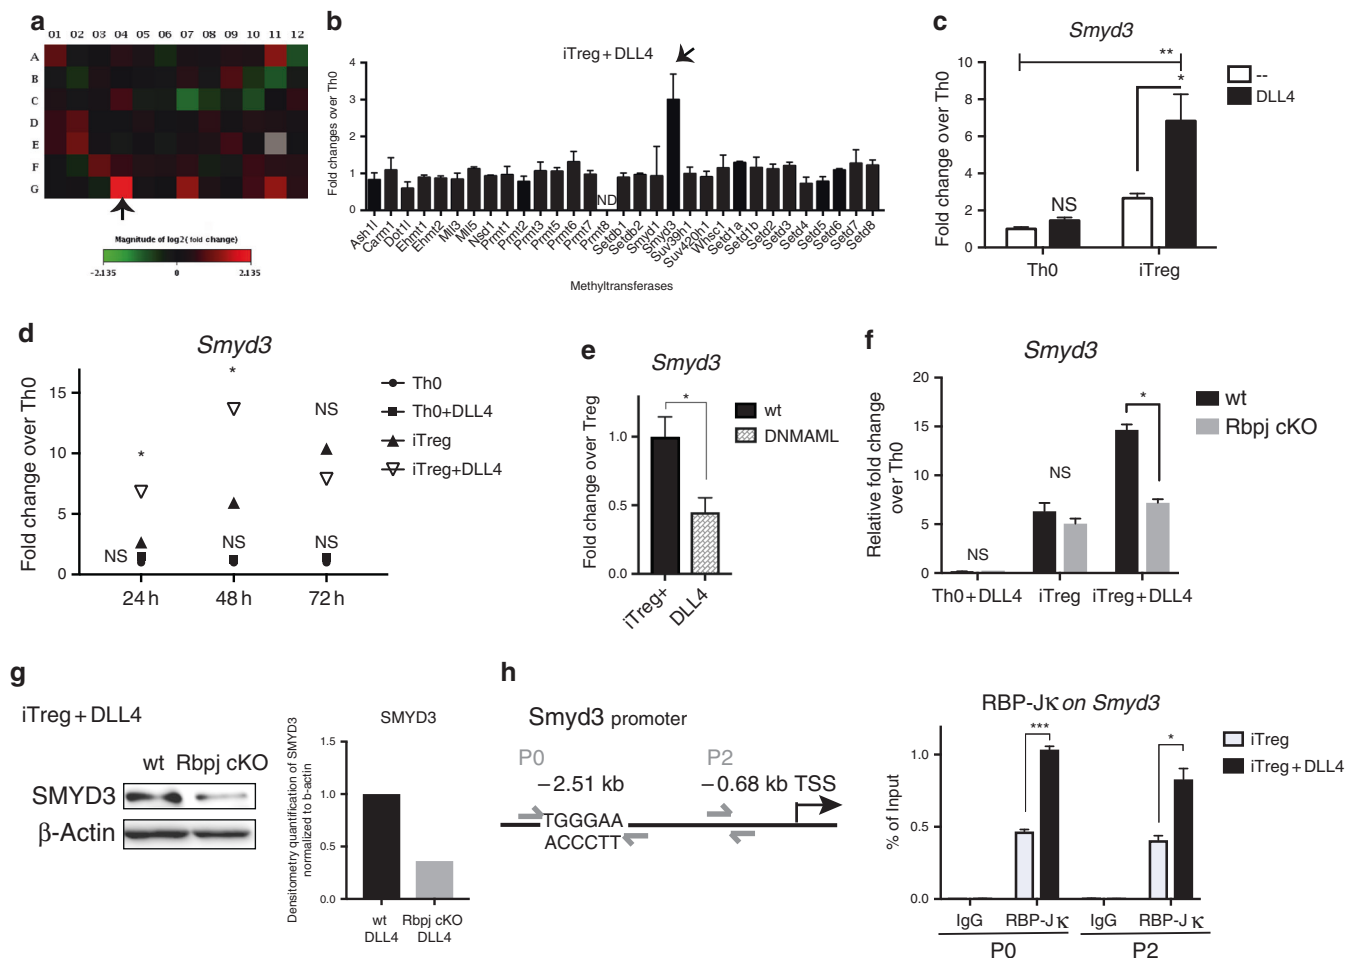 a
01 02 03 04 05 06 07 08 09 10 11 12
A
B
C
D
E
F
G
Magnitude of log2(fold change)
-2.135 0 2.135
b
iTreg + DLL4
Fold changes over Th0
4
3
2
1
0
ND
Ash1l Carm1 Dot1l Ehmt1 Ehmt2 Mll3 Mll5 Nsd1 Prmt1 Prmt2 Prmt3 Prmt5 Prmt6 Prmt7 Prmt8 Setdb1 Setdb2 Smyd1 Smyd3 Suv39h1 Suv420h1 Whsc1 Setd1a Setd1b Setd2 Setd3 Setd4 Setd5 Setd6 Setd7 Setd8
Methyltransferases
c
Smyd3
Fold change over Th0
10
8
6
4
2
0
**
*
NS
--
DLL4
Th0 iTreg
d
Smyd3
Fold change over Th0
15
10
5
0
* * NS
NS NS NS
24 h 48 h 72 h
Th0
Th0+DLL4
iTreg
iTreg+DLL4
e
Smyd3
Fold change over Treg
1.0
0.5
0.0
*
wt
DNMAML
iTreg+ DLL4
f
Smyd3
Relative fold change
over Th0
20
15
10
5
0
NS NS *
wt
Rbpj cKO
Th0+DLL4 iTreg iTreg+DLL4
g
iTreg + DLL4
wt Rbpj cKO
SMYD3
β-Actin
SMYD3
Densitometry quantification of SMYD3
normalized to b-actin
1.5
1.0
0.5
0.0
wt Rbpj cKO
DLL4 DLL4
h
Smyd3 promoter
P0 P2
−2.51 kb −0.68 kb TSS
TGGGAA
ACCCTT
RBP-Jκ on Smyd3
% of Input
1.0
0.5
0.0
*** *
iTreg
iTreg+DLL4
IgG RBP-Jκ IgG RBP-Jκ
P0 P2